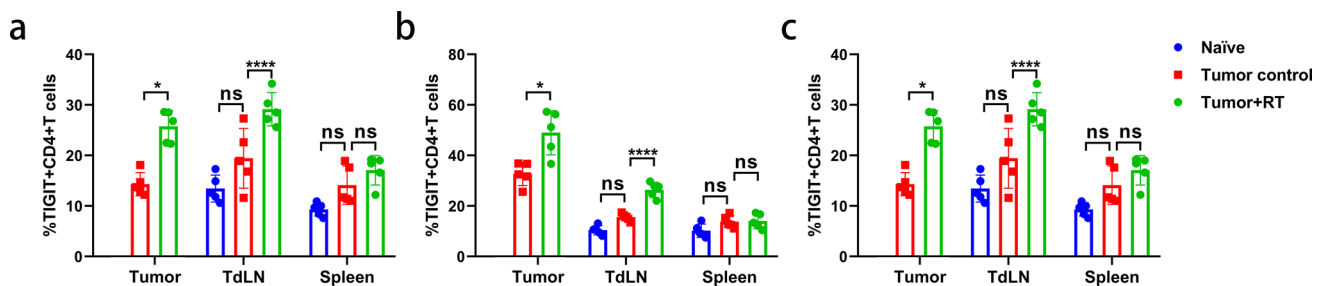 a
%TIGIT+CD4+T cells
40
30
20
10
0
*
ns
****
ns
ns
Tumor
TdLN
Spleen
b
%TIGIT+CD4+T cells
80
60
40
20
0
*
ns
****
ns
ns
Tumor
TdLN
Spleen
c
%TIGIT+CD4+T cells
40
30
20
10
0
*
ns
****
ns
ns
Tumor
TdLN
Spleen
Naïve
Tumor control
Tumor+RT